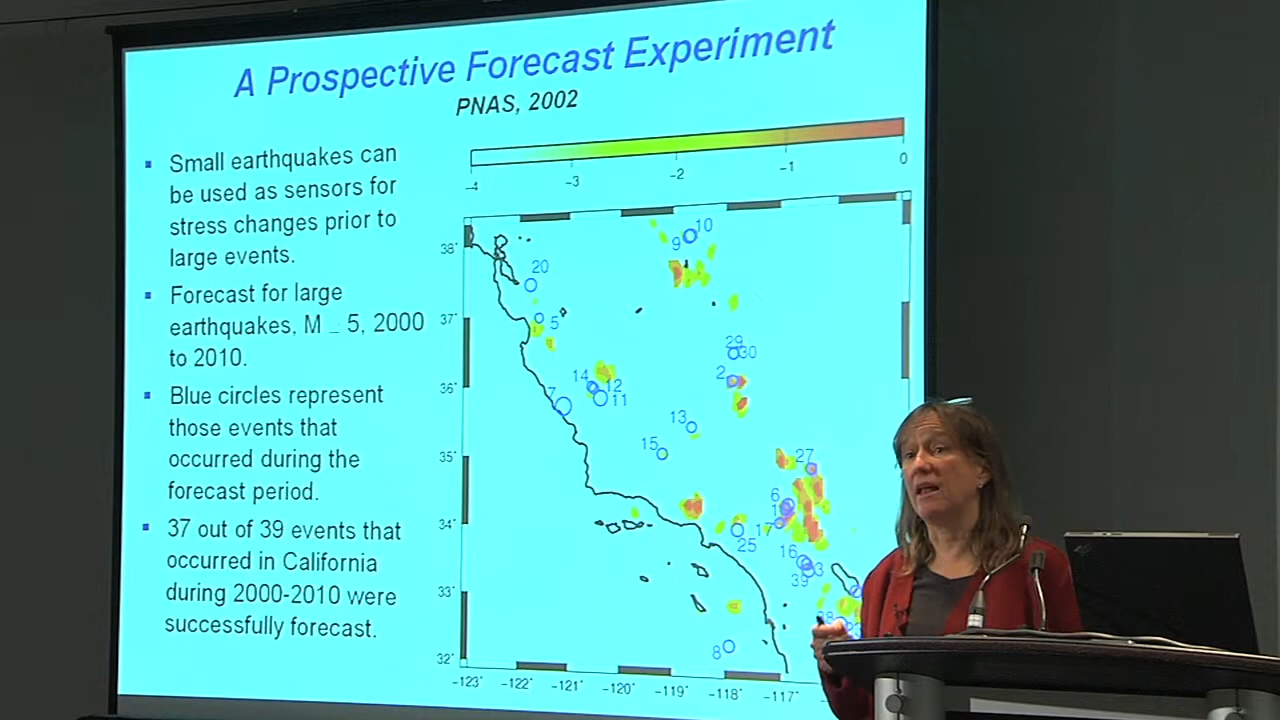 A Prospective Forecast Experiment
PNAS, 2002
Small earthquakes can
be used as sensors for
stress changes prior to
large events.
Forecast for large
earthquakes, M _ 5, 2000
to 2010.
Blue circles represent
those events that
occurred during the
forecast period.
37 out of 39 events that
occurred in California
during 2000-2010 were
successfully forecast.
-4 -3 -2 -1 0
10
9
38°
20
37°
5
29
30
2
36°
14
12
7
11
13
15
35°
27
6
34°
17
25
16
39 3
33°
8
32°
-123° -122° -121° -120° -119° -118° -117°